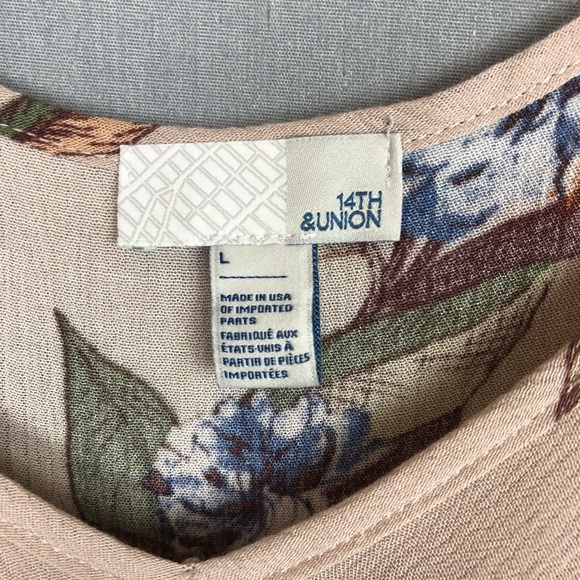 14TH
&UNION
L
MADE IN USA
OF IMPORTED
PARTS
FABRIQUÉ AUX
ÉTATS-UNIS À
PARTIR DE PIÈCES
IMPORTÉES